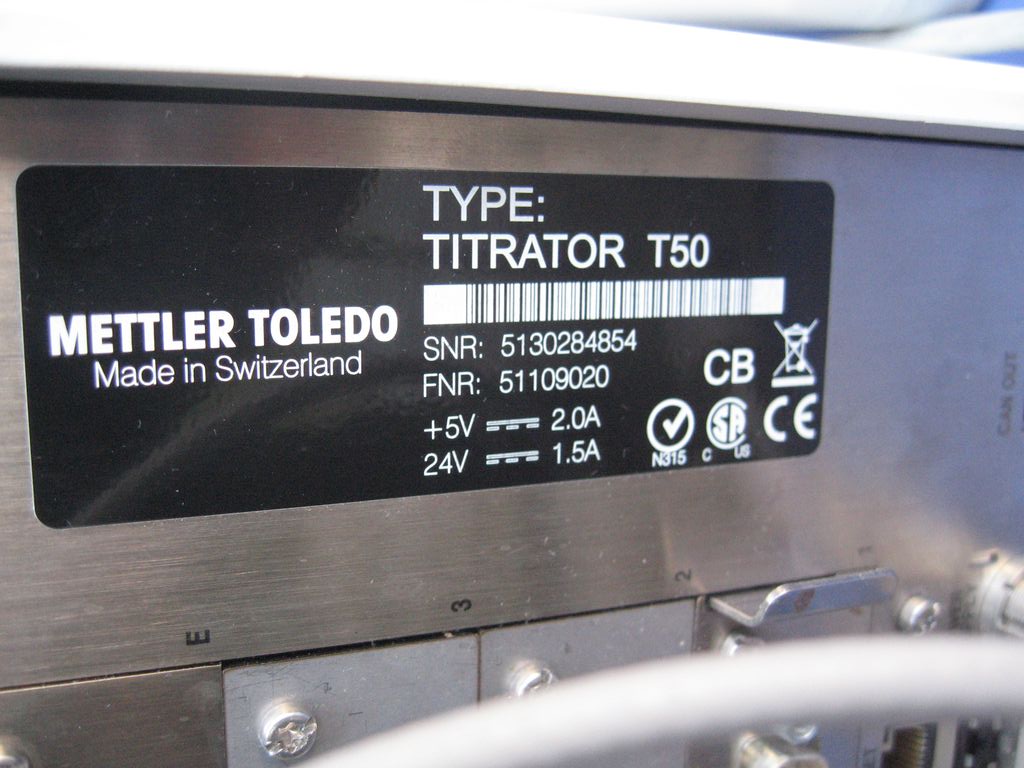 TYPE:
TITRATOR T50
METTLER TOLEDO
Made in Switzerland
SNR: 5130284854
FNR: 51109020
+5V 2.0A
24V 1.5A
CB
N315
C SA US
CE
CAN OUT
E
3
2
1